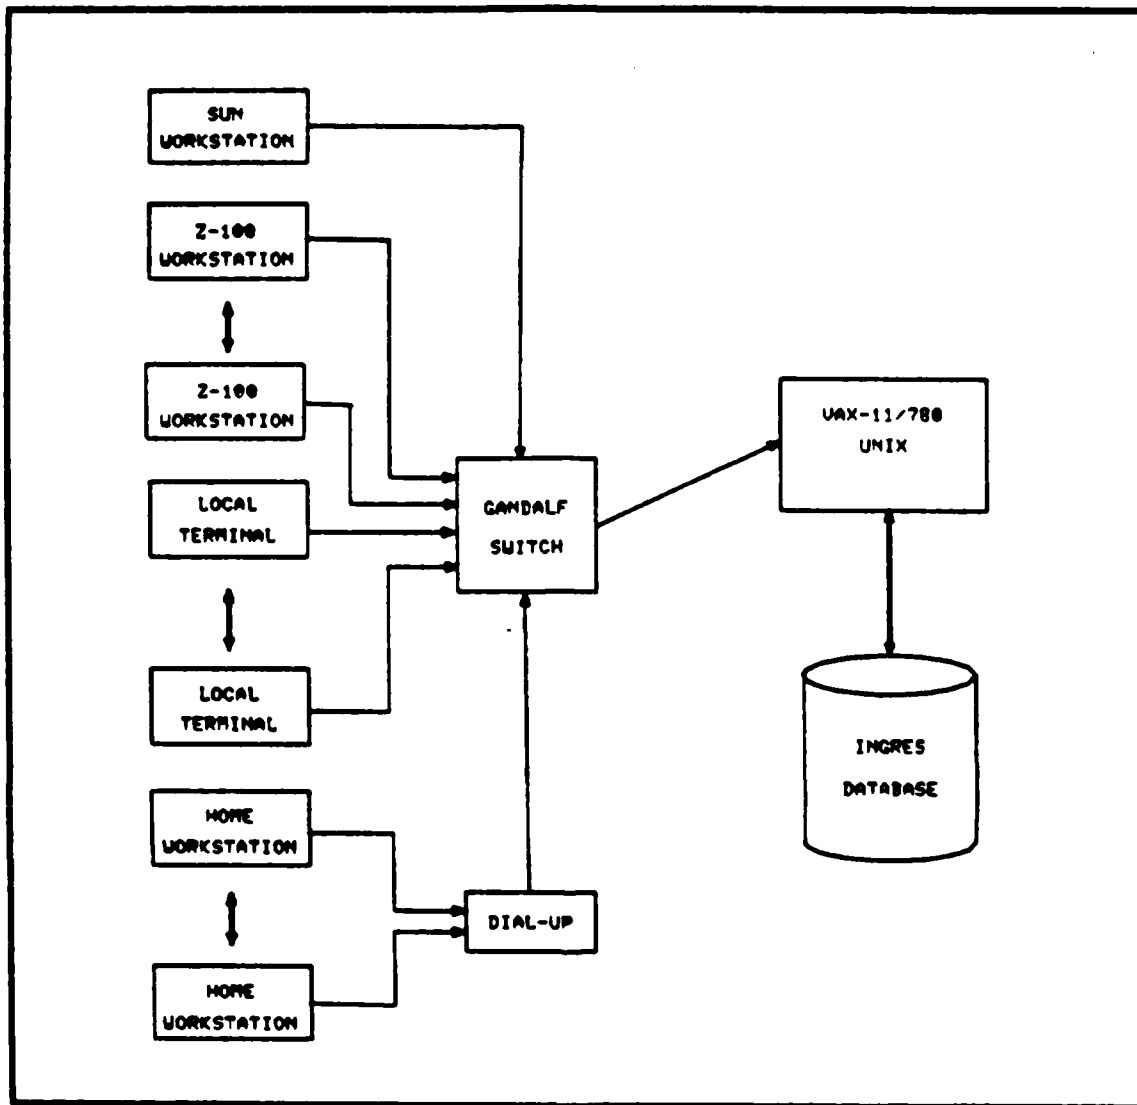 SUN
WORKSTATION
Z-100
WORKSTATION
Z-100
WORKSTATION
LOCAL
TERMINAL
LOCAL
TERMINAL
HOME
WORKSTATION
HOME
WORKSTATION
GANDALF
SWITCH
DIAL-UP
VAX-11/780
UNIX
INGRES
DATABASE